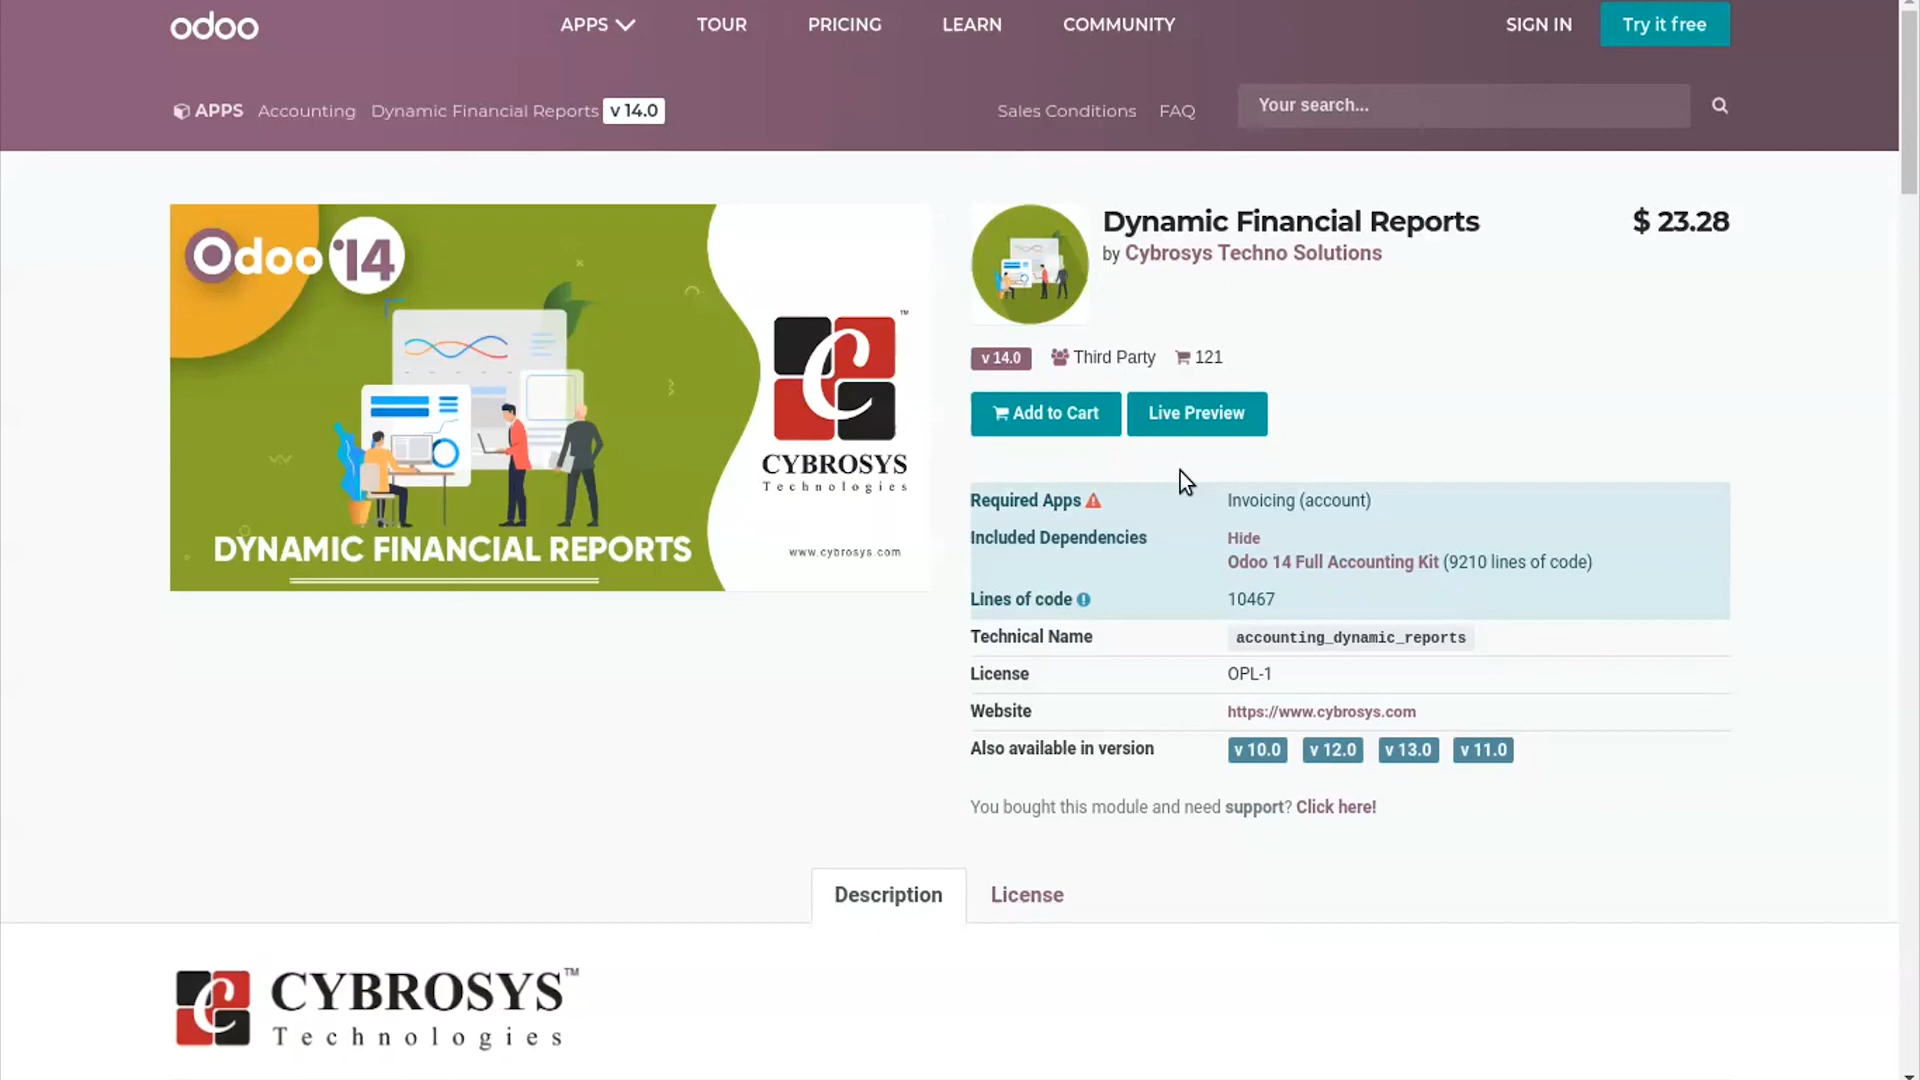 odoo
APPS
TOUR
PRICING
LEARN
COMMUNITY
SIGN IN
Try it free
APPS
Accounting
Dynamic Financial Reports
v 14.0
Sales Conditions
FAQ
Your search...
Odoo '14
CYBROSYS
Technologies
DYNAMIC FINANCIAL REPORTS
www.cybrosys.com
Dynamic Financial Reports
$ 23.28
by Cybrosys Techno Solutions
v 14.0
Third Party
121
Add to Cart
Live Preview
Required Apps
Invoicing (account)
Included Dependencies
Hide
Odoo 14 Full Accounting Kit (9210 lines of code)
Lines of code
10467
Technical Name
accounting_dynamic_reports
License
OPL-1
Website
https://www.cybrosys.com
Also available in version
v 10.0
v 12.0
v 13.0
v 11.0
You bought this module and need support? Click here!
Description
License
CYBROSYS™
Technologies